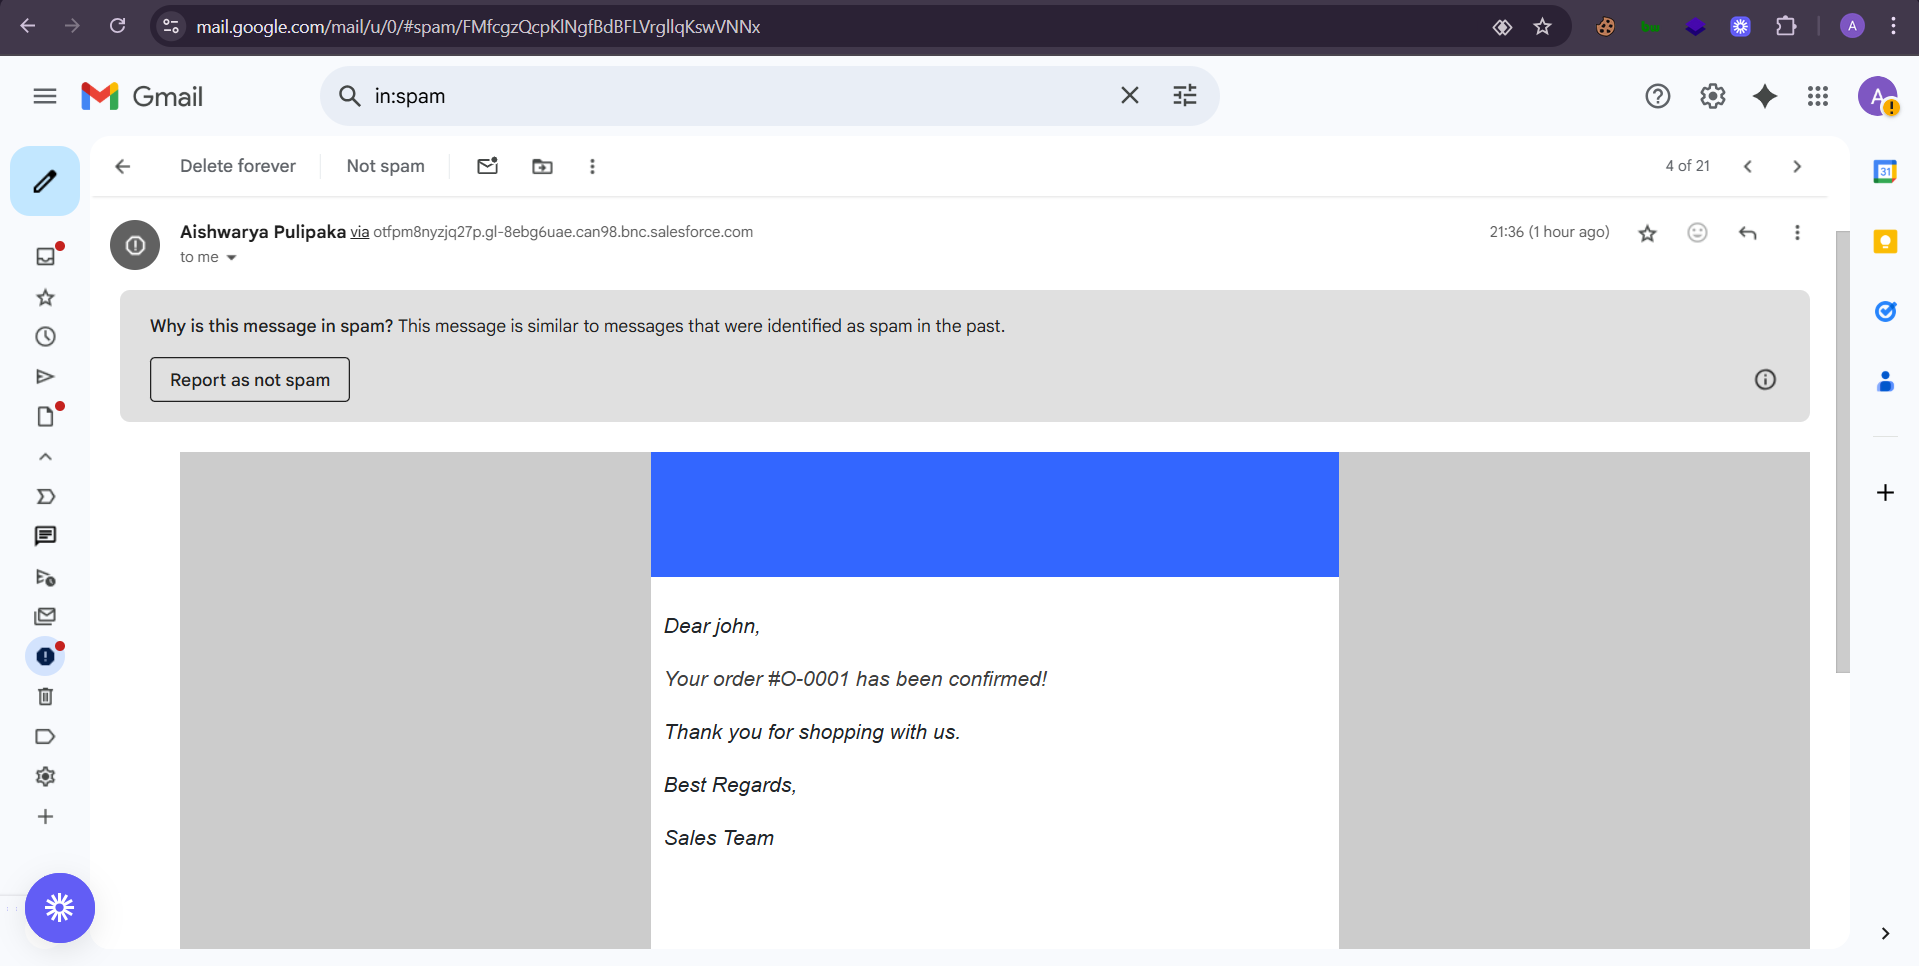 mail.google.com/mail/u/0/#spam/FMfcgzQcpKlNgfBdBFLVrgllqKswVNNx
A
Gmail
in:spam
A
Delete forever
Not spam
4 of 21
31
Aishwarya Pulipaka via otfpm8nyzjq27p.gl-8ebg6uae.can98.bnc.salesforce.com
21:36 (1 hour ago)
to me
Why is this message in spam? This message is similar to messages that were identified as spam in the past.
Report as not spam
Dear john,
Your order #O-0001 has been confirmed!
Thank you for shopping with us.
Best Regards,
Sales Team